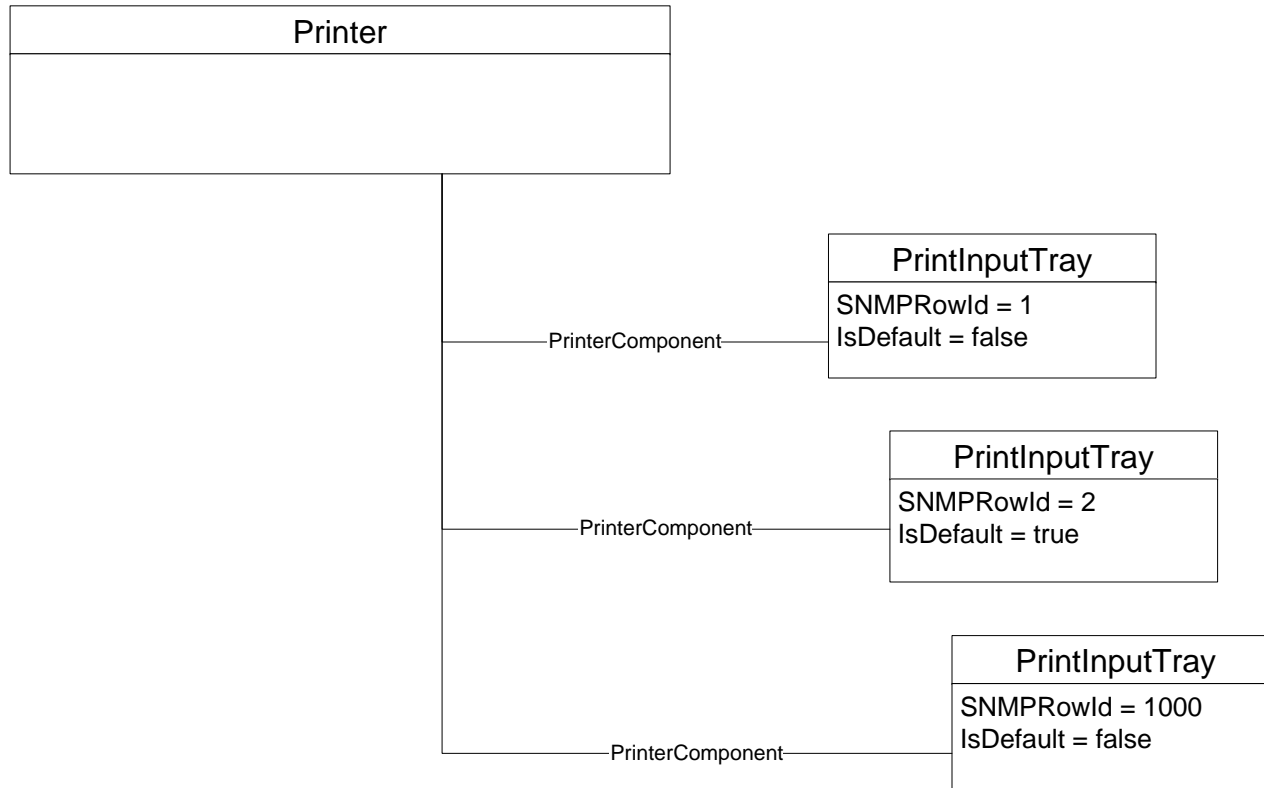 Printer
PrintInputTray
SNMPRowId = 1
IsDefault = false
PrinterComponent
PrintInputTray
SNMPRowId = 2
IsDefault = true
PrinterComponent
PrintInputTray
SNMPRowId = 1000
IsDefault = false
PrinterComponent